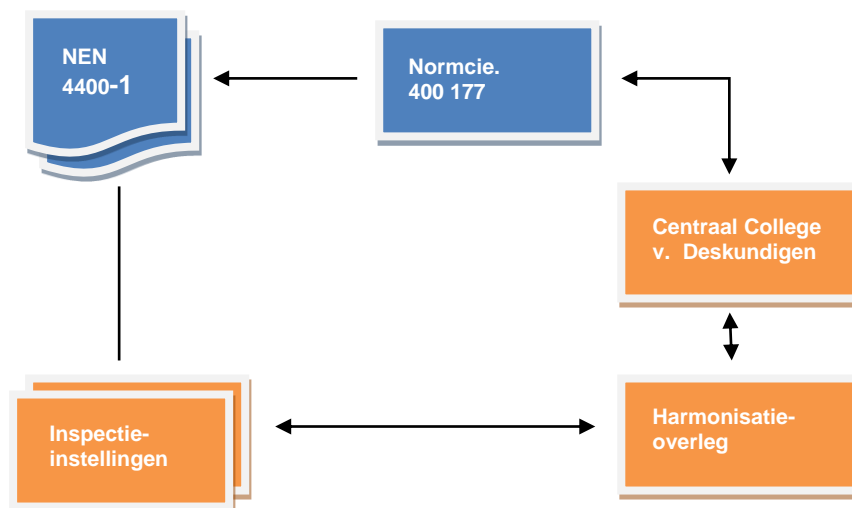 NEN
4400-1
Normcie.
400 177
Centraal College
v. Deskundigen
Inspectie-
instellingen
Harmonisatie-
overleg